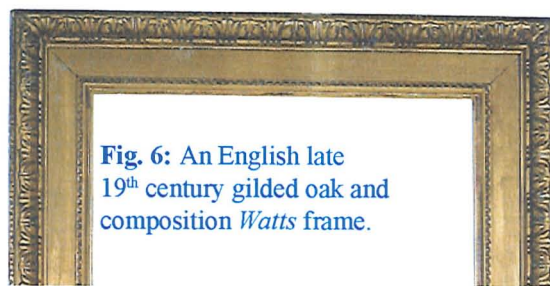 Fig. 6: An English late
19th century gilded oak and
composition Watts frame.